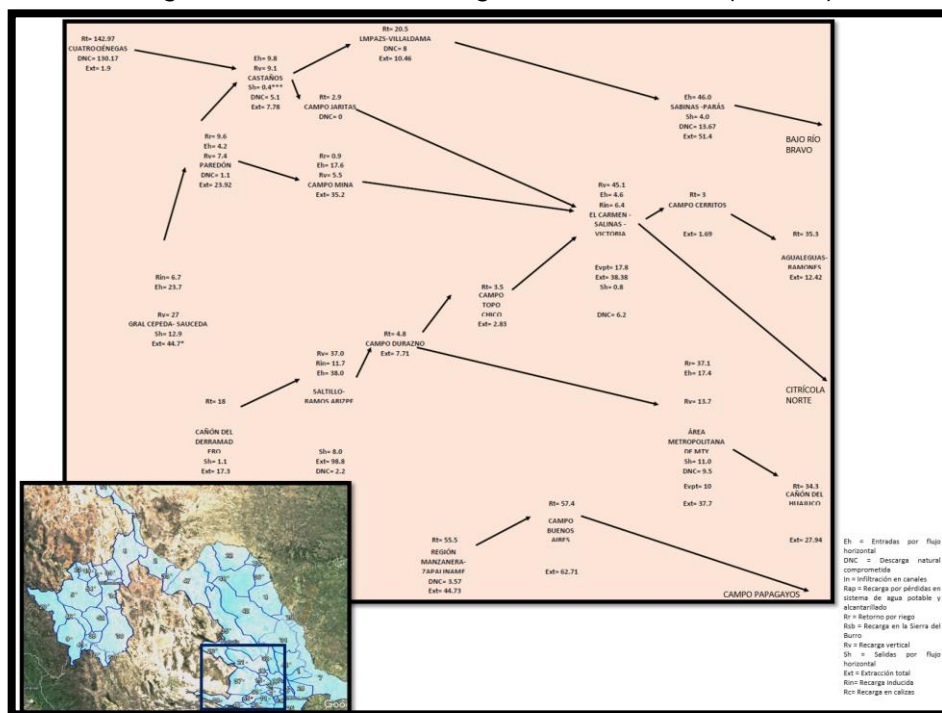 Rt= 142.97
CUATROCIÉNEGAS
DNC= 130.17
Ext= 1.9
Eh= 9.8
Rv= 9.1
CASTAÑOS
Sh= 0.4***
DNC= 5.1
Ext= 7.78
Rt= 20.5
LMPAZS-VILLALDAMA
DNC= 8
Ext= 10.46
Rt= 2.9
CAMPO JARITAS
DNC= 0
Eh= 46.0
SABINAS -PARÁS
Sh= 4.0
DNC= 13.67
Ext= 51.4
BAJO RÍO
BRAVO
Rr= 9.6
Eh= 4.2
Rv= 7.4
PAREDÓN
DNC= 1.1
Ext= 23.92
Rr= 0.9
Eh= 17.6
Rv= 5.5
CAMPO MINA
Ext= 35.2
Rv= 45.1
Eh= 4.6
Rin= 6.4
EL CARMEN -
SALINAS -
VICTORIA
Evpt= 17.8
Ext= 38.38
Sh= 0.8
DNC= 6.2
Rt= 3
CAMPO CERRITOS
Ext= 1.69
Rt= 35.3
AGUALEGUAS-
RAMONES
Ext= 12.42
Rin= 6.7
Eh= 23.7
Rv= 27
GRAL CEPEDA- SAUCEDA
Sh= 12.9
Ext= 44.7*
Rt= 3.5
CAMPO
TOPO
CHICO
Ext= 2.83
Rt= 4.8
CAMPO DURAZNO
Ext= 7.71
Rv= 37.0
Rin= 11.7
Eh= 38.0
SALTILLO-
RAMOS ARIZPE
Sh= 8.0
Ext= 98.8
DNC= 2.2
Rt= 18
CAÑÓN DEL
DERRAMAD
ERO
Sh= 1.1
Ext= 17.3
Rr= 37.1
Eh= 17.4
Rv= 13.7
ÁREA
METROPOLITANA
DE MTY
Sh= 11.0
DNC= 9.5
Evpt= 10
Ext= 37.7
CITRÍCOLA
NORTE
Rt= 34.3
CAÑÓN DEL
HUAJUCO
Ext= 27.94
Rt= 57.4
CAMPO
BUENOS
AIRES
Ext= 62.71
Rt= 55.5
REGIÓN
MANZANERA-
ZAPALINAME
DNC= 3.57
Ext= 44.73
CAMPO PAPAGAYOS
Eh = Entradas por flujo
horizontal
DNC = Descarga natural
comprometida
In = Infiltración en canales
Rap = Recarga por pérdidas en
sistema de agua potable y
alcantarillado
Rr = Retorno por riego
Rsb = Recarga en la Sierra del
Burro
Rv = Recarga vertical
Sh = Salidas por flujo
horizontal
Ext = Extracción total
Rin= Recarga inducida
Rc= Recarga en calizas